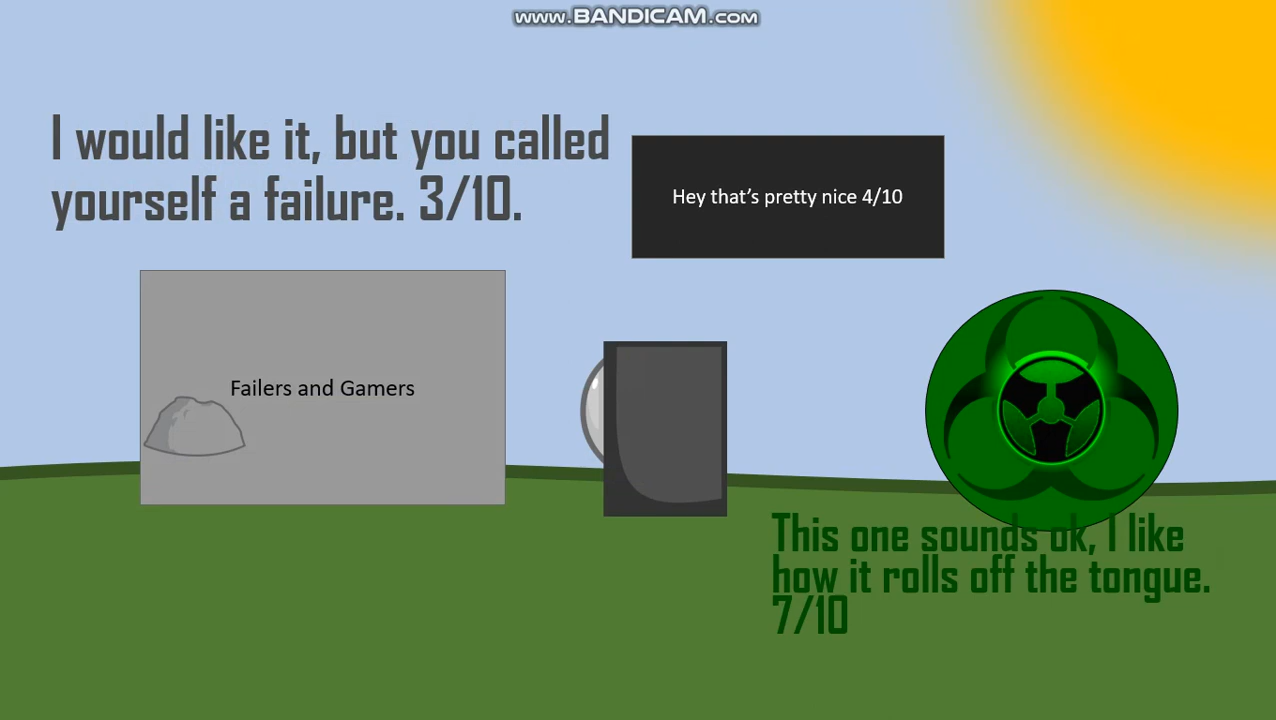 www.BANDICAM.com
I would like it, but you called
yourself a failure. 3/10.
Hey that's pretty nice 4/10
Failers and Gamers
This one sounds ok, I like
how it rolls off the tongue.
7/10